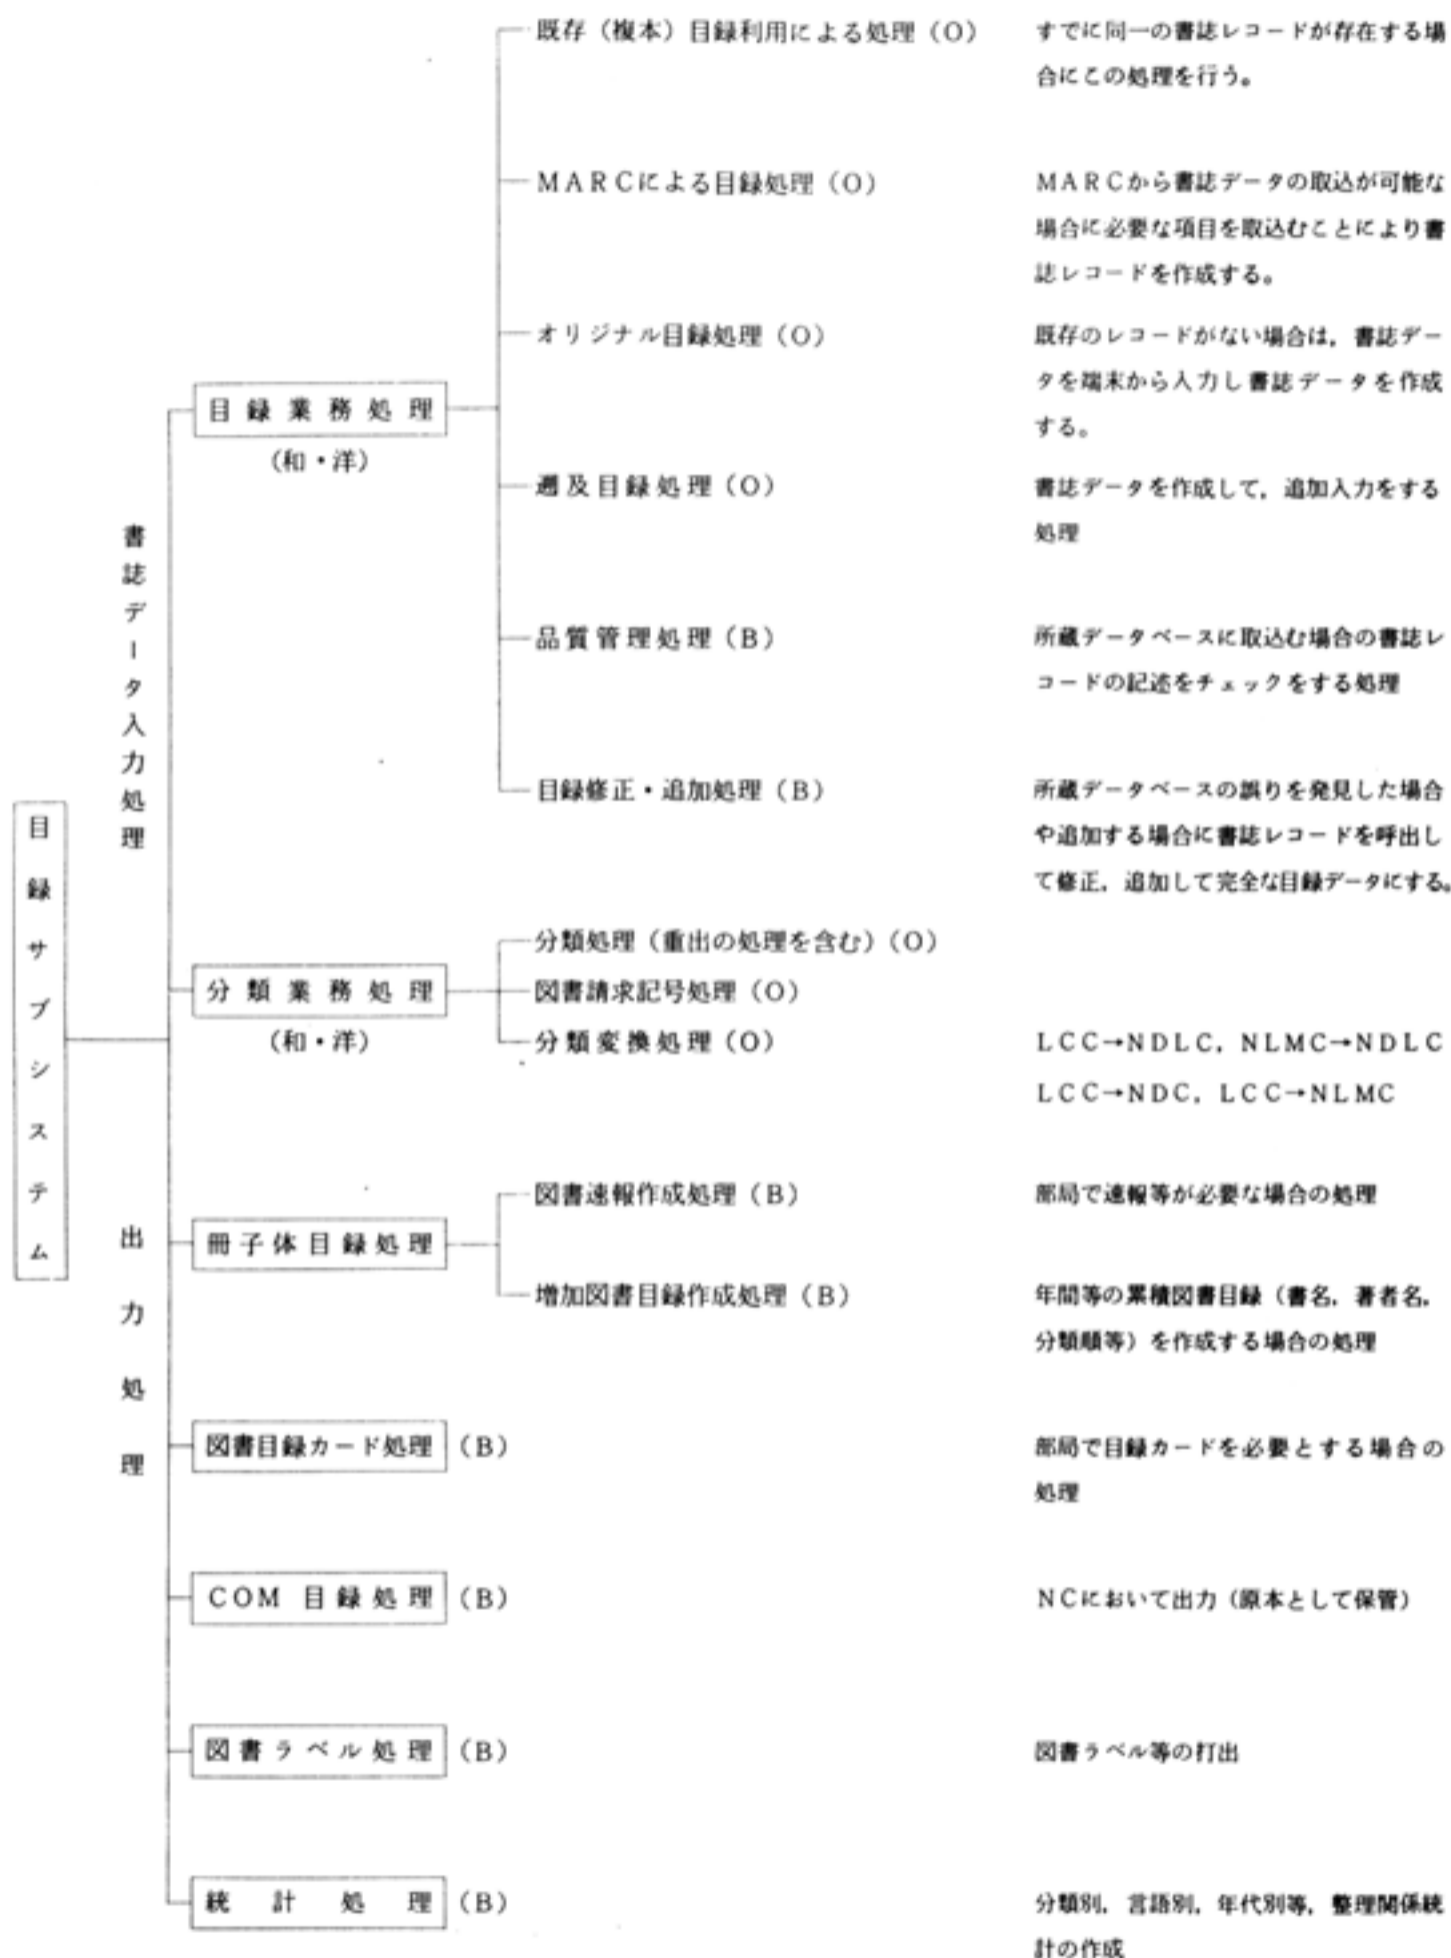 目録サブシステム
書誌データ入力処理
目録業務処理
(和・洋)
既存(複本)目録利用による処理(O)
すでに同一の書誌レコードが存在する場
合にこの処理を行う。
MARCによる目録処理(O)
MARCから書誌データの取込が可能な
場合に必要な項目を取込むことにより書
誌レコードを作成する。
オリジナル目録処理(O)
既存のレコードがない場合は,書誌デー
タを端末から入力し書誌データを作成
する。
遡及目録処理(O)
書誌データを作成して,追加入力をする
処理
品質管理処理(B)
所蔵データベースに取込む場合の書誌レ
コードの記述をチェックをする処理
目録修正・追加処理(B)
所蔵データベースの誤りを発見した場合
や追加する場合に書誌レコードを呼出し
て修正,追加して完全な目録データにする。
分類業務処理
(和・洋)
分類処理(重出の処理を含む)(O)
図書請求記号処理(O)
分類変換処理(O)
LCC→NDLC,NLMC→NDLC
LCC→NDC,LCC→NLMC
出力処理
冊子体目録処理
図書速報作成処理(B)
部局で速報等が必要な場合の処理
増加図書目録作成処理(B)
年間等の累積図書目録(書名,著者名,
分類順等)を作成する場合の処理
図書目録カード処理(B)
部局で目録カードを必要とする場合の
処理
COM 目録処理(B)
NCにおいて出力(原本として保管)
図書ラベル処理(B)
図書ラベル等の打出
統計処理(B)
分類別,言語別,年代別等,整理関係統
計の作成